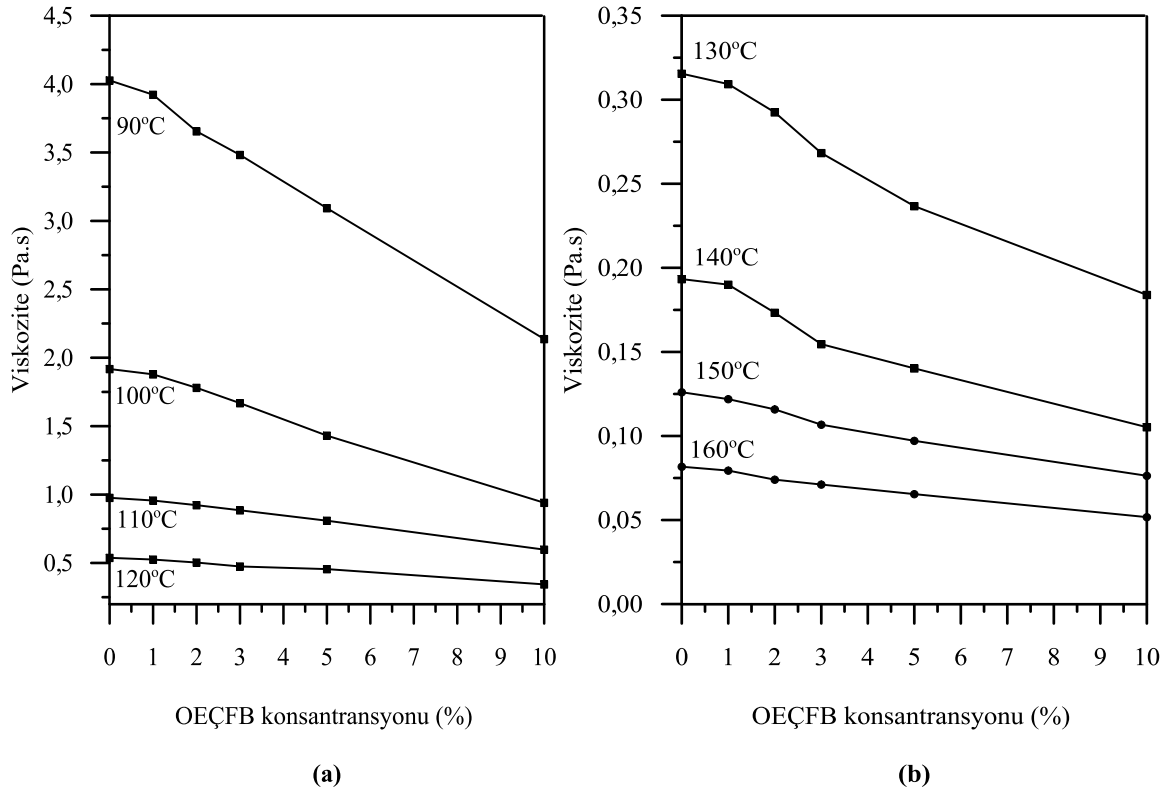 4,5
4,0
3,5
3,0
2,5
2,0
1,5
1,0
0,5
Viskozite (Pa.s)
90ºC
100ºC
110ºC
120ºC
0 1 2 3 5 6 7 8 9 10
OEÇFB konsantransyonu (%)
(a)
0,35
0,30
0,25
0,20
0,15
0,10
0,05
0,00
Viskozite (Pa.s)
130ºC
140ºC
150ºC
160ºC
0 1 2 3 5 6 7 8 9 10
OEÇFB konsantransyonu (%)
(b)